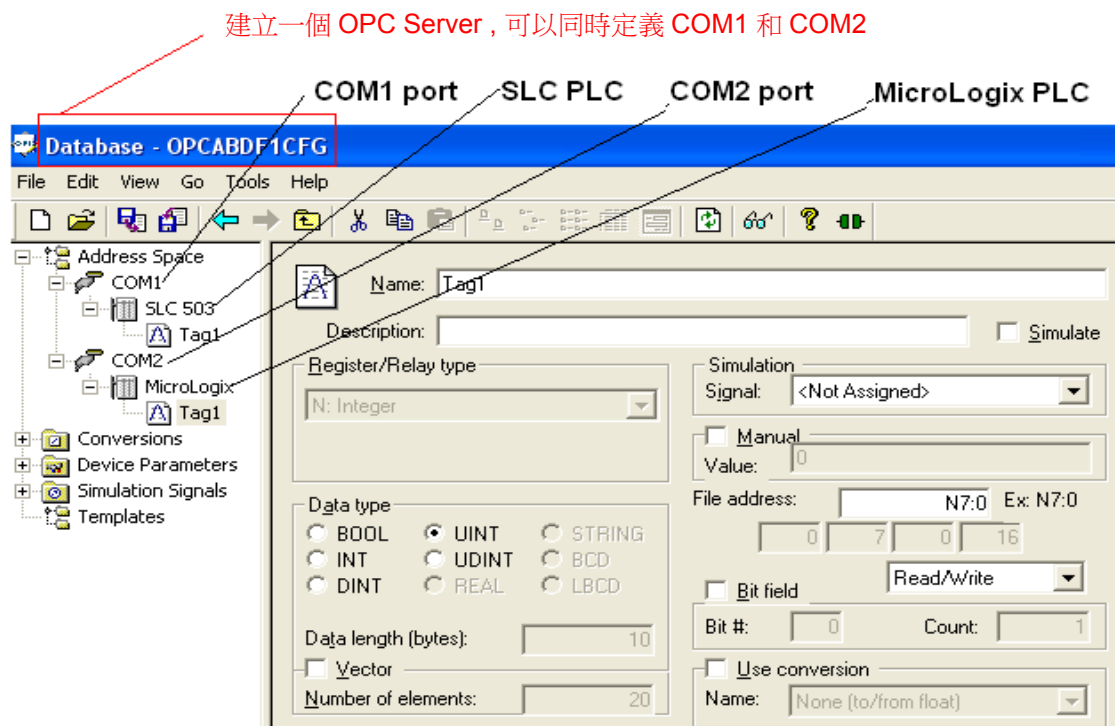 建立一個 OPC Server , 可以同時定義 COM1 和 COM2
COM1 port SLC PLC COM2 port MicroLogix PLC
Database - OPCABDF1CFG
File Edit View Go Tools Help
Address Space
COM1
SLC 503
Tag1
COM2
MicroLogix
Tag1
Conversions
Device Parameters
Simulation Signals
Templates
Name: Tag1
Description:
Simulate
Register/Relay type
N: Integer
Simulation
Signal: <Not Assigned>
Manual
Value: 0
Data type
BOOL UINT STRING
INT UDINT BCD
DINT REAL LBCD
Data length (bytes): 10
Vector
Number of elements: 20
File address: N7:0 Ex: N7:0
0 7 0 16
Read/Write
Bit field
Bit #: 0 Count: 1
Use conversion
Name: None (to/from float)